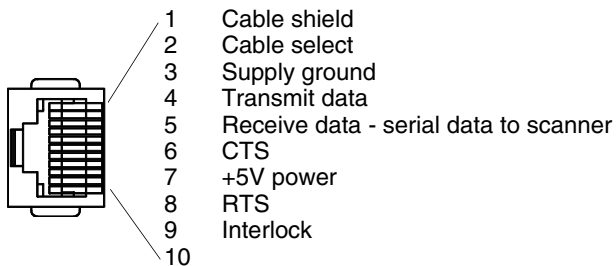 1 Cable shield
2 Cable select
3 Supply ground
4 Transmit data
5 Receive data - serial data to scanner
6 CTS
7 +5V power
8 RTS
9 Interlock
10